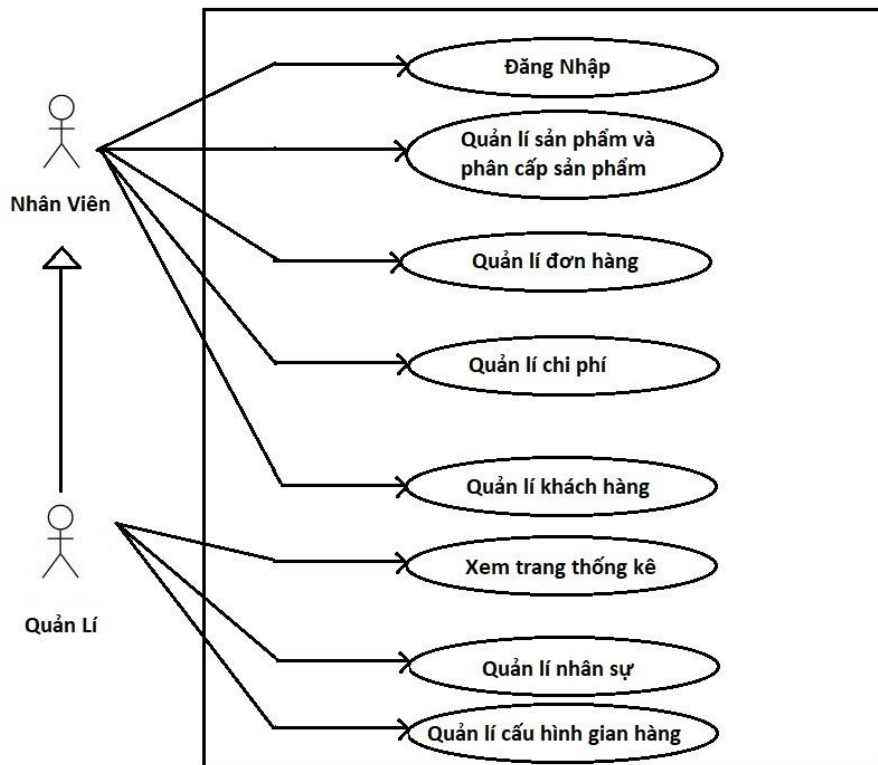 Đăng Nhập
Quản lí sản phẩm và
phân cấp sản phẩm
Nhân Viên
Quản lí đơn hàng
Quản lí chi phí
Quản lí khách hàng
Xem trang thống kê
Quản Lí
Quản lí nhân sự
Quản lí cấu hình gian hàng